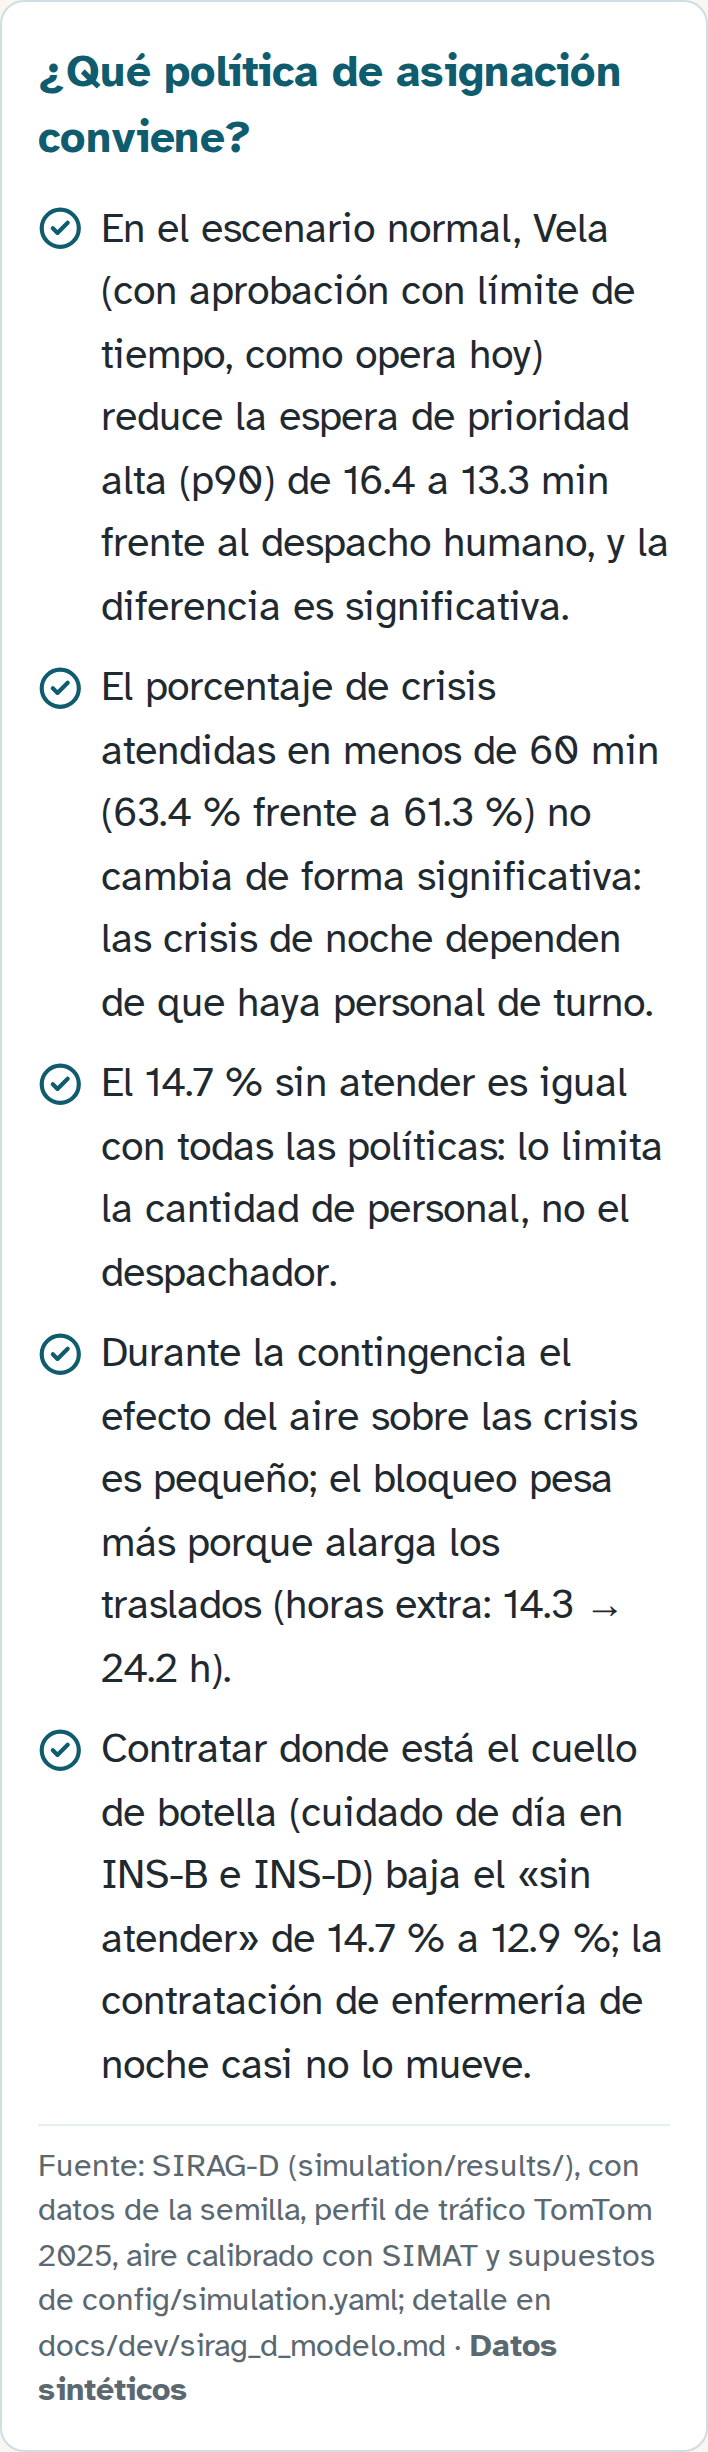 ¿Qué política de asignación
conviene?
En el escenario normal, Vela
(con aprobación con límite de
tiempo, como opera hoy)
reduce la espera de prioridad
alta (p90) de 16.4 a 13.3 min
frente al despacho humano, y la
diferencia es significativa.
El porcentaje de crisis
atendidas en menos de 60 min
(63.4 % frente a 61.3 %) no
cambia de forma significativa:
las crisis de noche dependen
de que haya personal de turno.
El 14.7 % sin atender es igual
con todas las políticas: lo limita
la cantidad de personal, no el
despachador.
Durante la contingencia el
efecto del aire sobre las crisis
es pequeño; el bloqueo pesa
más porque alarga los
traslados (horas extra: 14.3 →
24.2 h).
Contratar donde está el cuello
de botella (cuidado de día en
INS-B e INS-D) baja el «sin
atender» de 14.7 % a 12.9 %; la
contratación de enfermería de
noche casi no lo mueve.
Fuente: SIRAG-D (simulation/results/), con
datos de la semilla, perfil de tráfico TomTom
2025, aire calibrado con SIMAT y supuestos
de config/simulation.yaml; detalle en
docs/dev/sirag_d_modelo.md · Datos
sintéticos